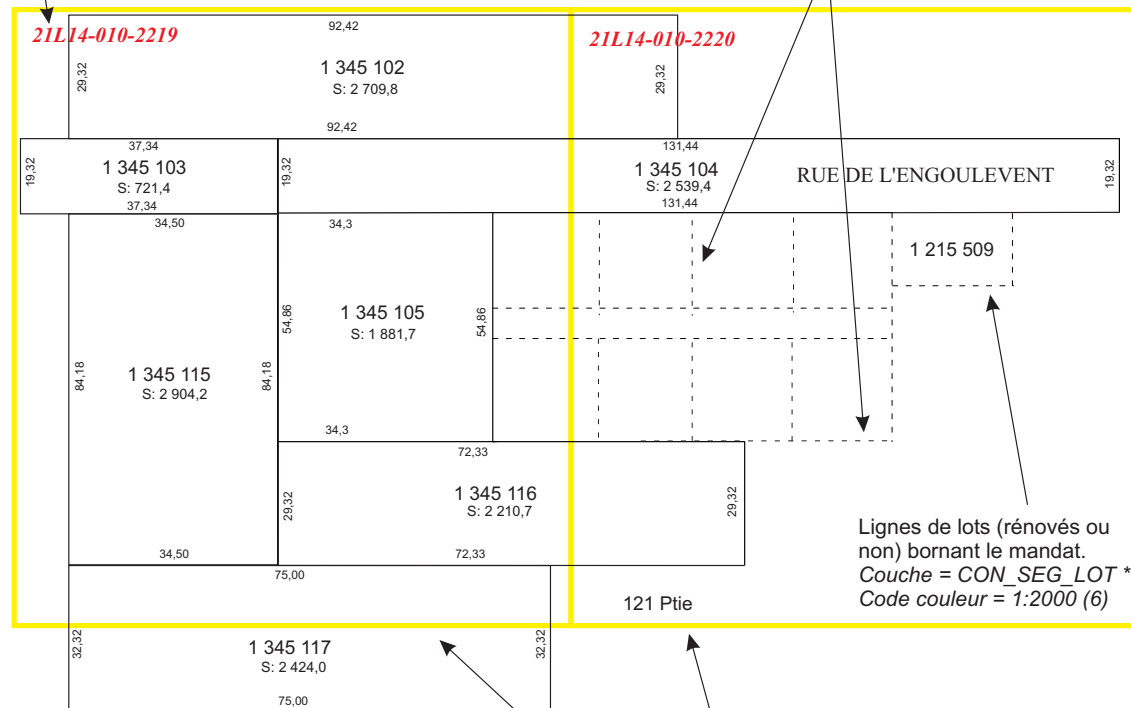 21L14-010-2219
92,42
21L14-010-2220
29,32
1 345 102
S: 2 709,8
29,32
92,42
37,34
131,44
19,32
1 345 103
S: 721,4
19,32
1 345 104
S: 2 539,4
RUE DE L'ENGOULEVENT
19,32
37,34
131,44
34,50
34,3
1 215 509
54,86
1 345 105
S: 1 881,7
54,86
84,18
1 345 115
S: 2 904,2
84,18
34,3
72,33
29,32
1 345 116
S: 2 210,7
29,32
34,50
72,33
Lignes de lots (rénovés ou
non) bornant le mandat.
Couche = CON_SEG_LOT *
Code couleur = 1:2000 (6)
75,00
121 Ptie
32,32
1 345 117
S: 2 424,0
32,32
75,00